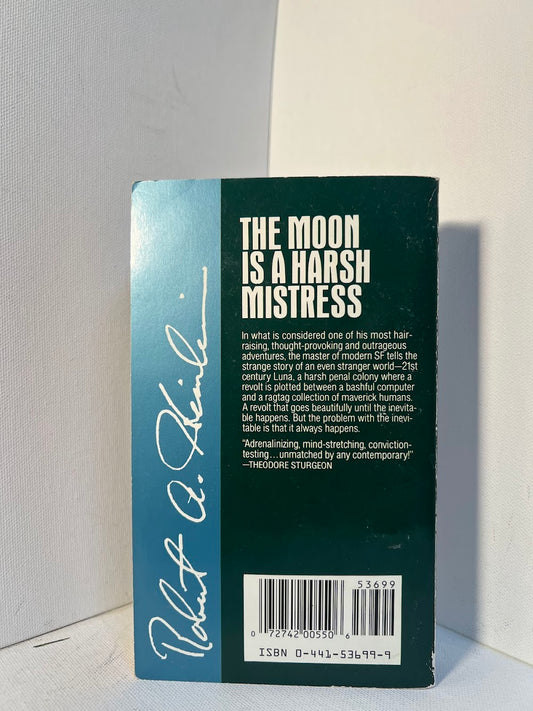 THE MOON
IS A HARSH
MISTRESS
In what is considered one of his most hair-
raising, thought-provoking and outrageous
adventures, the master of modern SF tells the
strange story of an even stranger world—21st
century Luna, a harsh penal colony where a
revolt is plotted between a bashful computer
and a ragtag collection of maverick humans.
A revolt that goes beautifully until the inevita-
ble happens. But the problem with the inevi-
table is that it always happens.
"Adrenalinizing, mind-stretching, conviction-
testing...unmatched by any contemporary!"
—THEODORE STURGEON
Robert A. Heinlein
53699
0 72742 00550 6
ISBN 0-441-53699-9